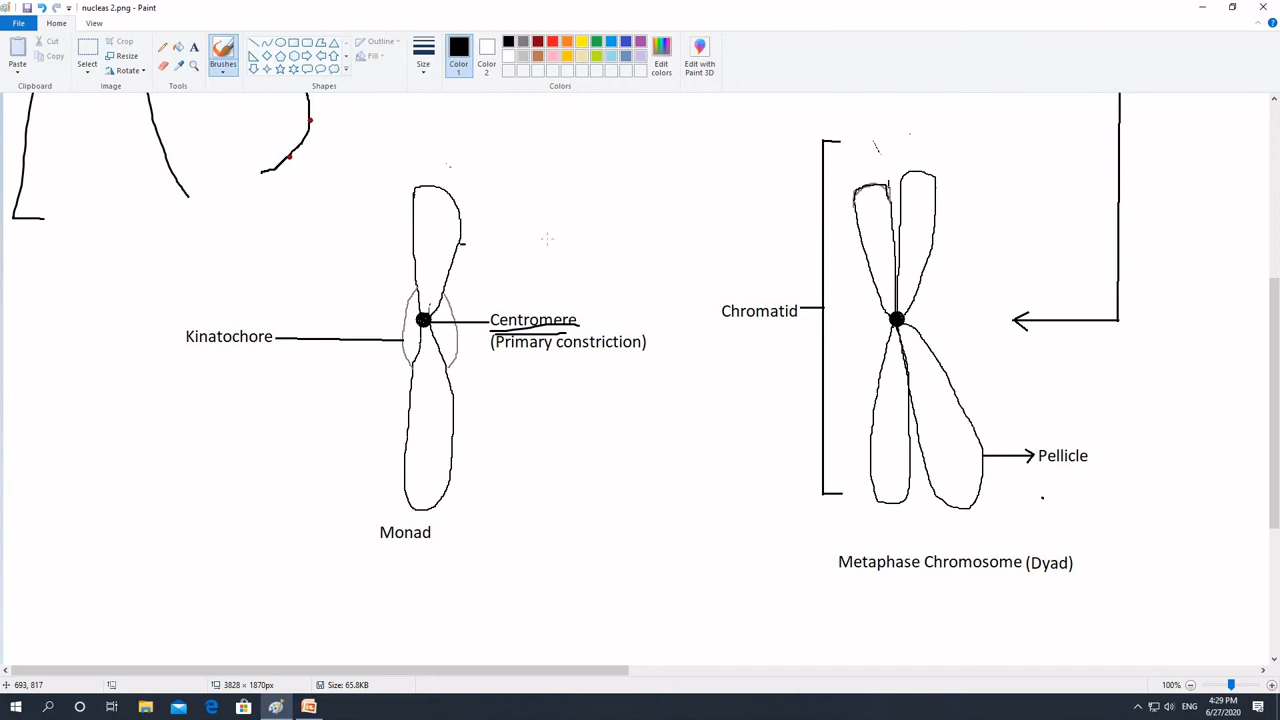 nucleas 2.png - Paint
File
Home
View
Paste
Cut
Copy
Clipboard
Select
Crop
Resize
Rotate
Image
A
Tools
Brushes
Shapes
Outline
Fill
Size
Color 1
Color 2
Edit colors
Edit with Paint 3D
Colors
Chromatid
Centromere
(Primary constriction)
Kinatochore
Pellicle
Monad
Metaphase Chromosome (Dyad)
693, 817
3828 × 1870px
Size: 65.8KB
100%
ENG
4:29 PM
6/27/2020